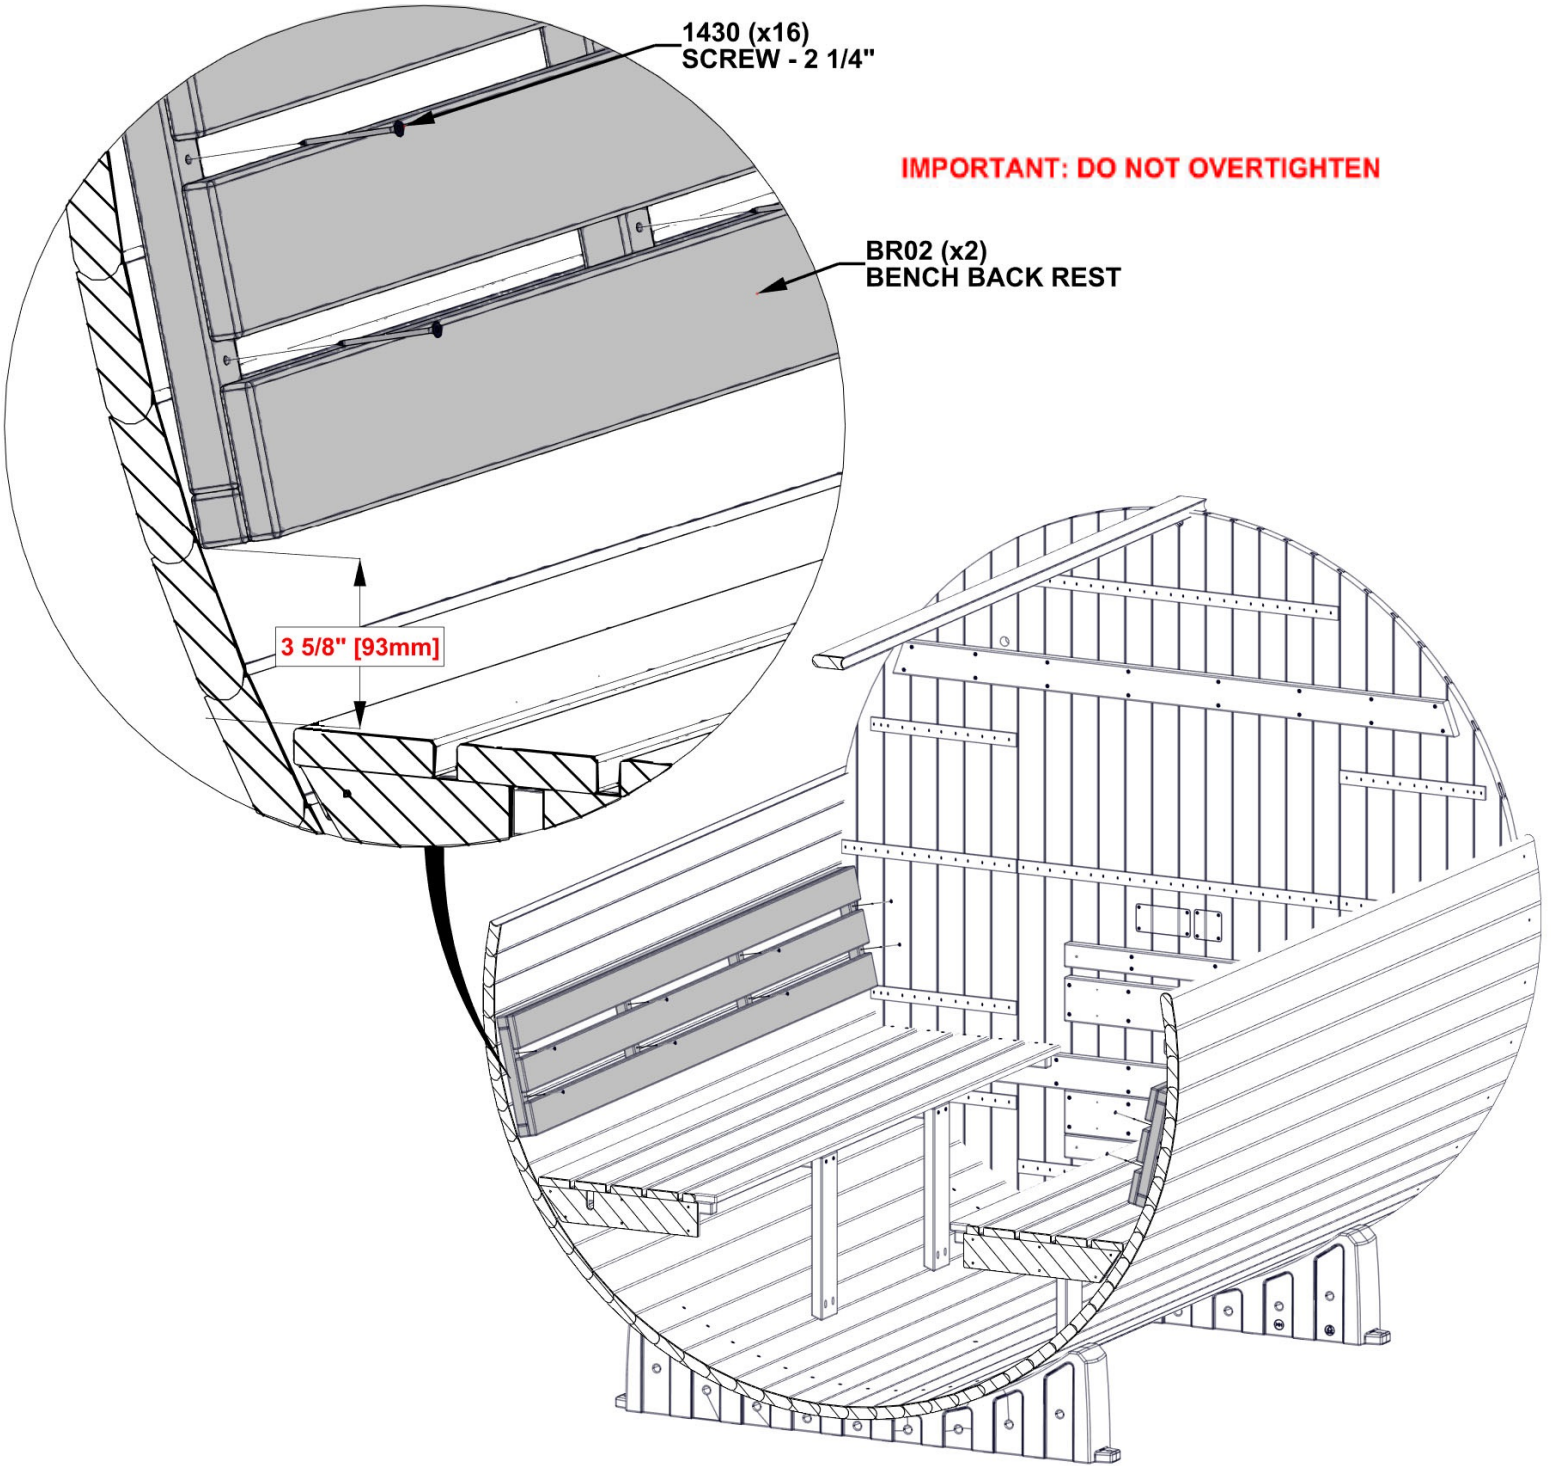 1430 (x16)
SCREW - 2 1/4"
IMPORTANT: DO NOT OVERTIGHTEN
BR02 (x2)
BENCH BACK REST
3 5/8" [93mm]